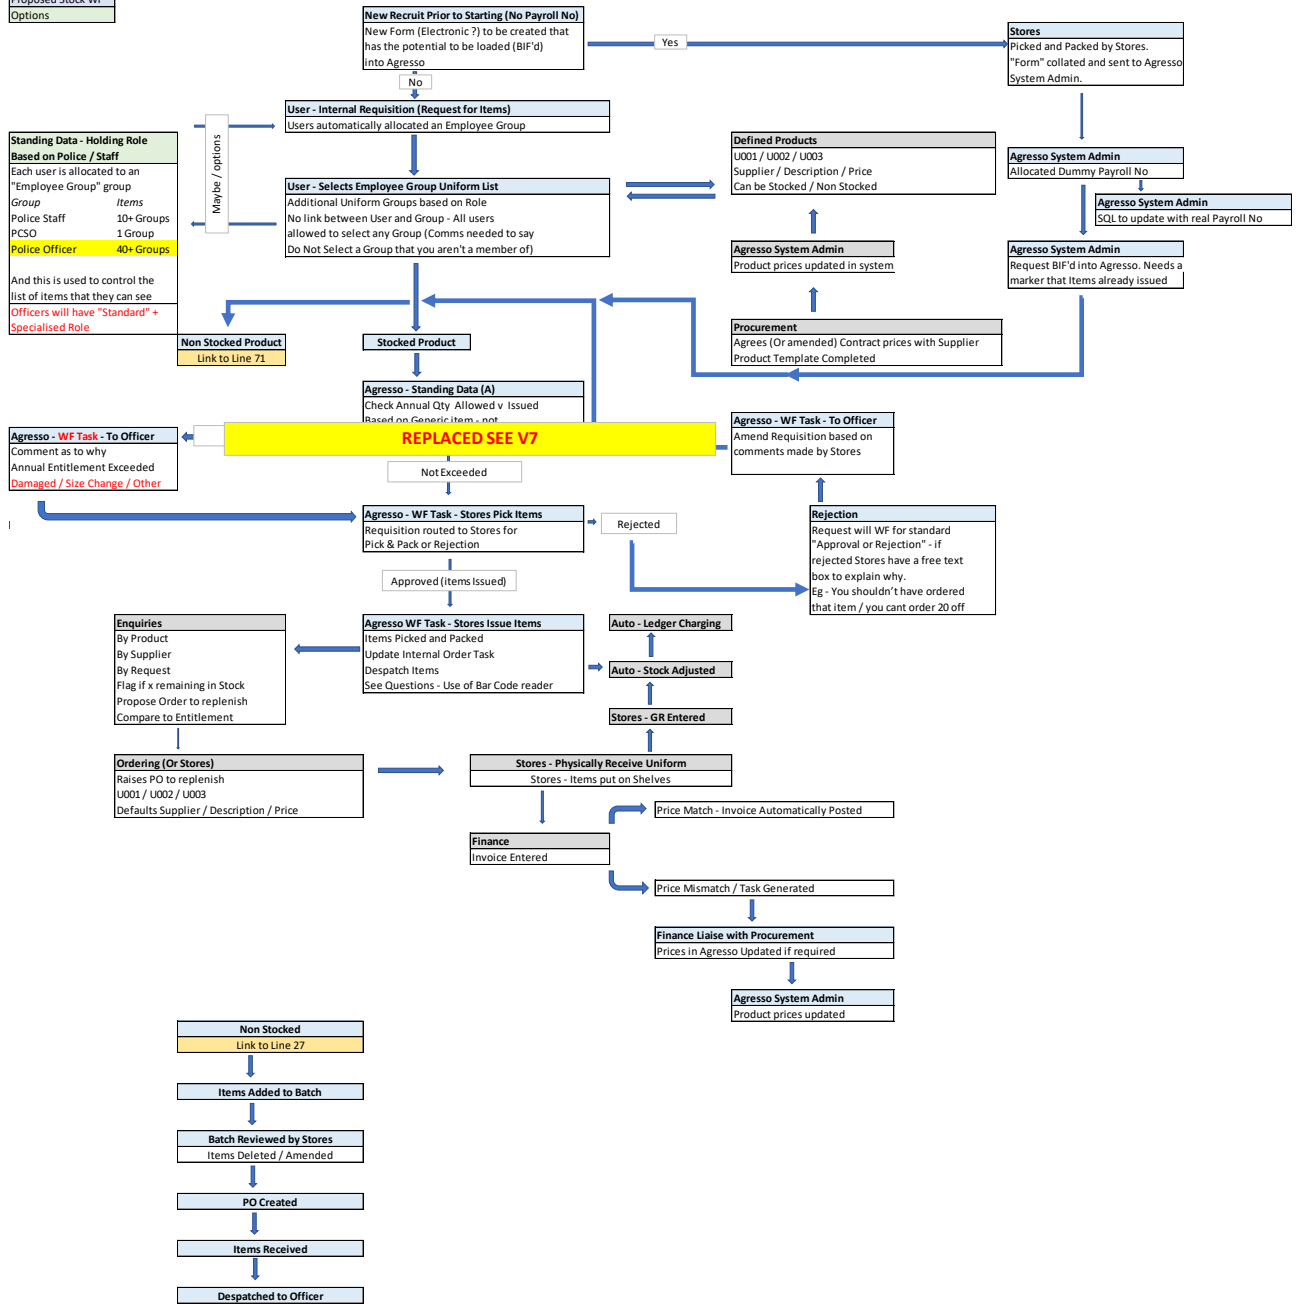 Proposed Stock WF
Options
New Recruit Prior to Starting (No Payroll No)
New Form (Electronic ?) to be created that
has the potential to be loaded (BIF'd)
into Agresso
Yes
Stores
Picked and Packed by Stores.
"Form" collated and sent to Agresso
System Admin.
No
User - Internal Requisition (Request for Items)
Users automatically allocated an Employee Group
Maybe / options
Standing Data - Holding Role
Based on Police / Staff
Each user is allocated to an
"Employee Group" group
Group Items
Police Staff 10+ Groups
PCSO 1 Group
Police Officer 40+ Groups
And this is used to control the
list of items that they can see
Officers will have "Standard" +
Specialised Role
User - Selects Employee Group Uniform List
Additional Uniform Groups based on Role
No link between User and Group - All users
allowed to select any Group (Comms needed to say
Do Not Select a Group that you aren't a member of)
Defined Products
U001 / U002 / U003
Supplier / Description / Price
Can be Stocked / Non Stocked
Agresso System Admin
Allocated Dummy Payroll No
Agresso System Admin
SQL to update with real Payroll No
Agresso System Admin
Product prices updated in system
Agresso System Admin
Request BIF'd into Agresso. Needs a
marker that Items already issued
Procurement
Agrees (Or amended) Contract prices with Supplier
Product Template Completed
Non Stocked Product
Link to Line 71
Stocked Product
Agresso - Standing Data (A)
Check Annual Qty Allowed v Issued
Based on Generic item - not
REPLACED SEE V7
Agresso - WF Task - To Officer
Comment as to why
Annual Entitlement Exceeded
Damaged / Size Change / Other
Agresso - WF Task - To Officer
Amend Requisition based on
comments made by Stores
Not Exceeded
Agresso - WF Task - Stores Pick Items
Requisition routed to Stores for
Pick & Pack or Rejection
Rejected
Rejection
Request will WF for standard
"Approval or Rejection" - if
rejected Stores have a free text
box to explain why.
Eg - You shouldn't have ordered
that item / you cant order 20 off
Approved (items Issued)
Enquiries
By Product
By Supplier
By Request
Flag if x remaining in Stock
Propose Order to replenish
Compare to Entitlement
Agresso WF Task - Stores Issue Items
Items Picked and Packed
Update Internal Order Task
Despatch Items
See Questions - Use of Bar Code reader
Auto - Ledger Charging
Auto - Stock Adjusted
Stores - GR Entered
Ordering (Or Stores)
Raises PO to replenish
U001 / U002 / U003
Defaults Supplier / Description / Price
Stores - Physically Receive Uniform
Stores - Items put on Shelves
Price Match - Invoice Automatically Posted
Finance
Invoice Entered
Price Mismatch / Task Generated
Finance Liaise with Procurement
Prices in Agresso Updated if required
Agresso System Admin
Product prices updated
Non Stocked
Link to Line 27
Items Added to Batch
Batch Reviewed by Stores
Items Deleted / Amended
PO Created
Items Received
Despatched to Officer